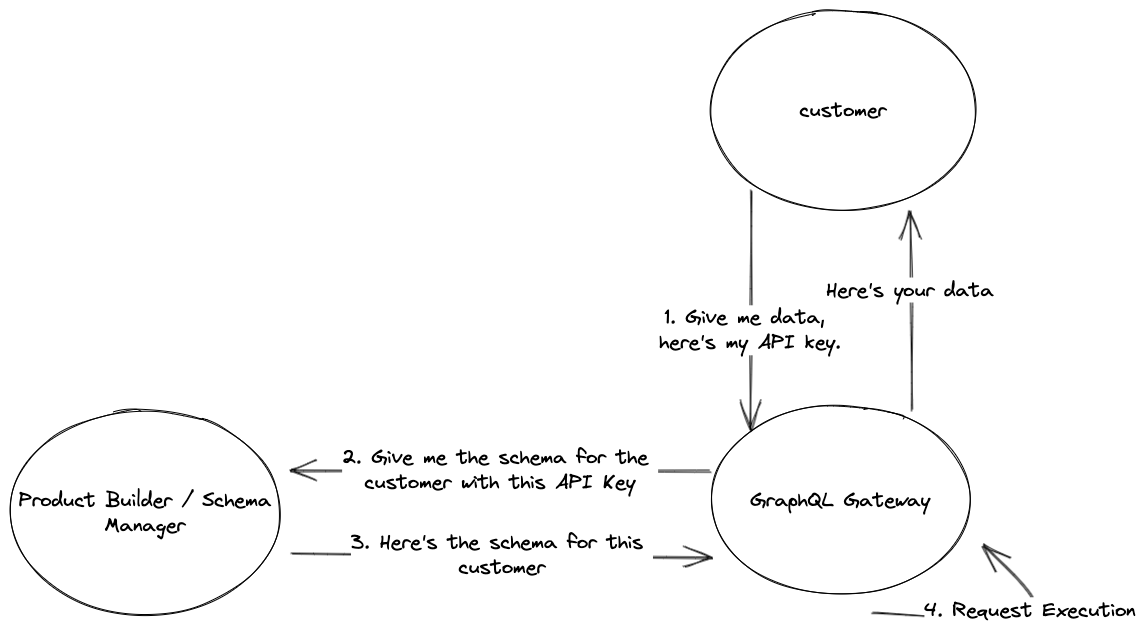 customer
Here's your data
1. Give me data,
here's my API key.
2. Give me the schema for the
customer with this API Key
Product Builder / Schema
Manager
GraphQL Gateway
3. Here's the schema for this
customer
4. Request Execution